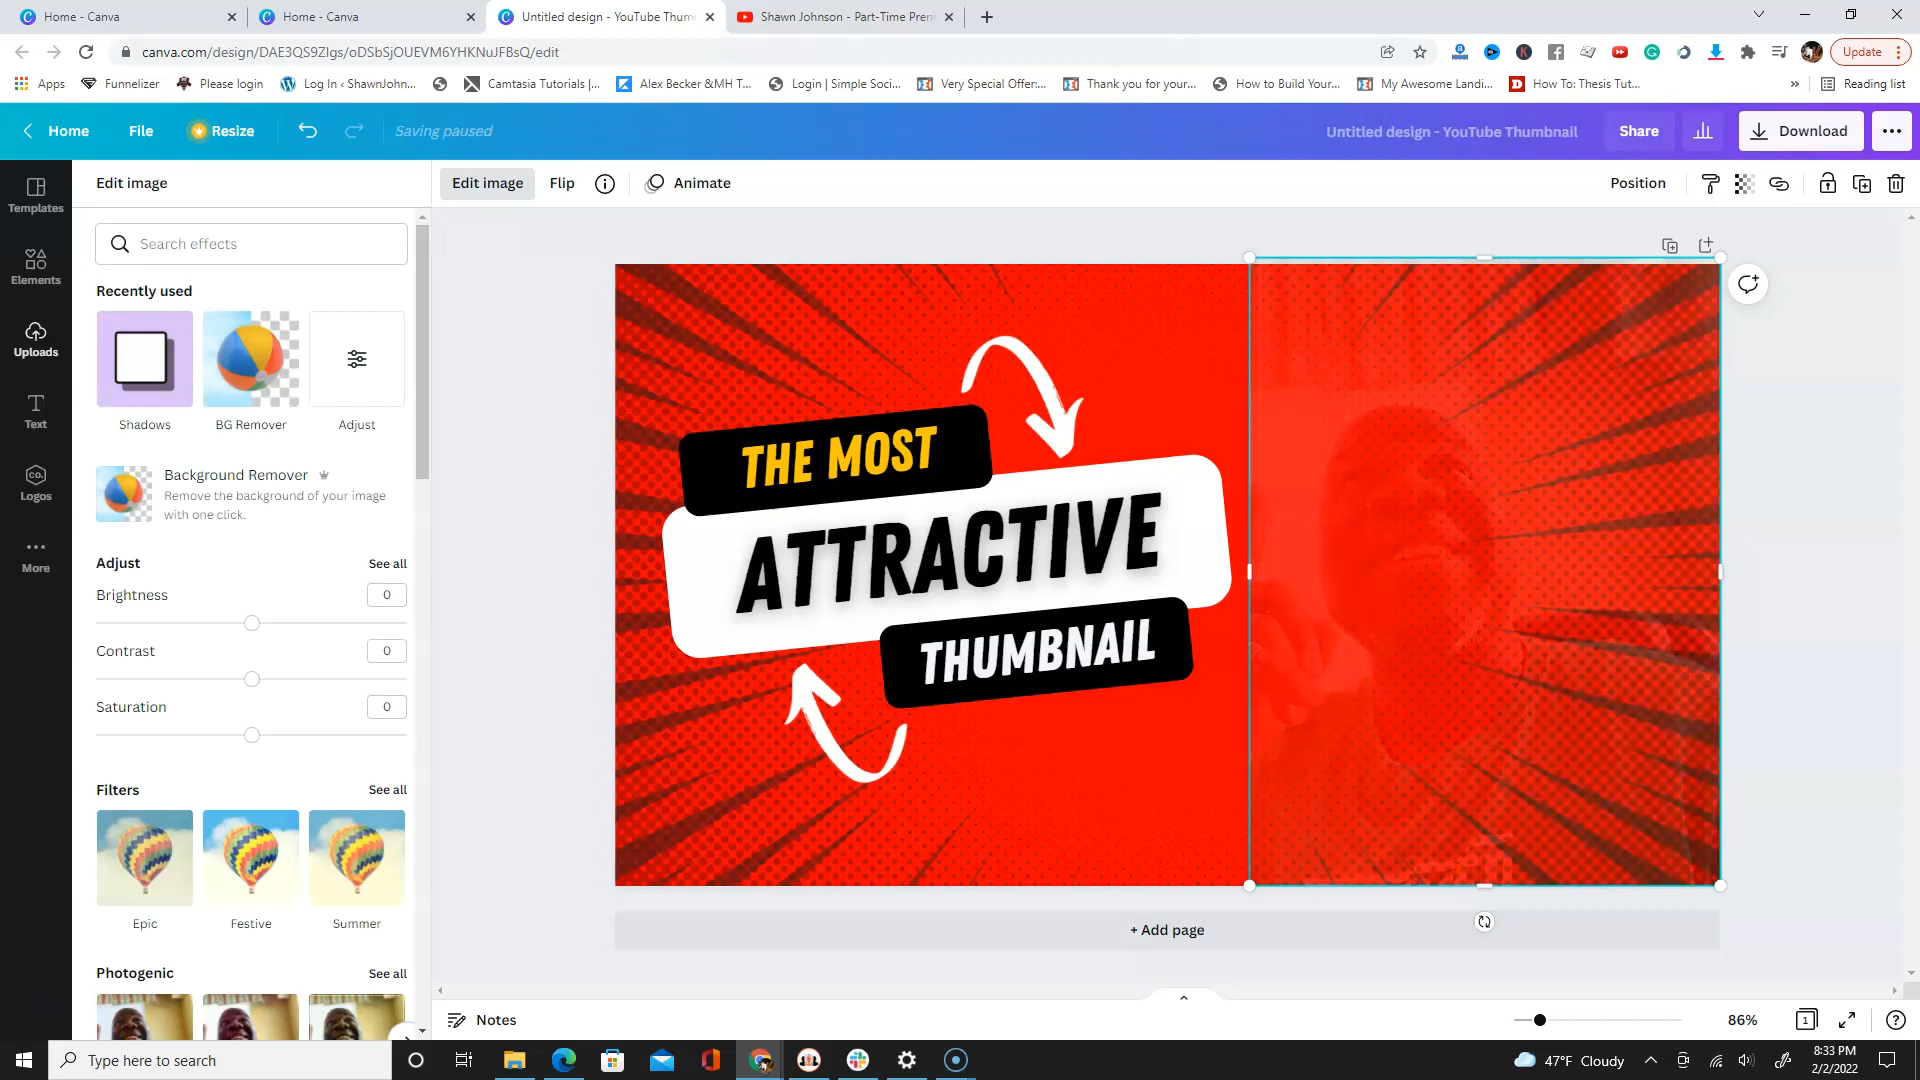 Home - Canva
Home - Canva
Untitled design - YouTube Thum
Shawn Johnson - Part-Time Pren
canva.com/design/DAE3QS9ZIgs/oDSbSjOUEVM6YHKNuJFBsQ/edit
Update
Apps
Funnelizer
Please login
Log In ‹ ShawnJohn...
Camtasia Tutorials |...
Alex Becker &MH T...
Login | Simple Soci...
Very Special Offer:...
Thank you for your...
How to Build Your...
My Awesome Landi...
How To: Thesis Tut...
»
Reading list
Home
File
Resize
Saving paused
Untitled design - YouTube Thumbnail
Share
Download
Templates
Elements
Uploads
Text
CO.
Logos
More
Edit image
Search effects
Recently used
Shadows
BG Remover
Adjust
Background Remover
Remove the background of your image
with one click.
Adjust
See all
Brightness
0
Contrast
0
Saturation
0
Filters
See all
Epic
Festive
Summer
Photogenic
See all
Edit image
Flip
Animate
Position
THE MOST
ATTRACTIVE
THUMBNAIL
+ Add page
Notes
86%
1
Type here to search
47°F Cloudy
8:33 PM
2/2/2022